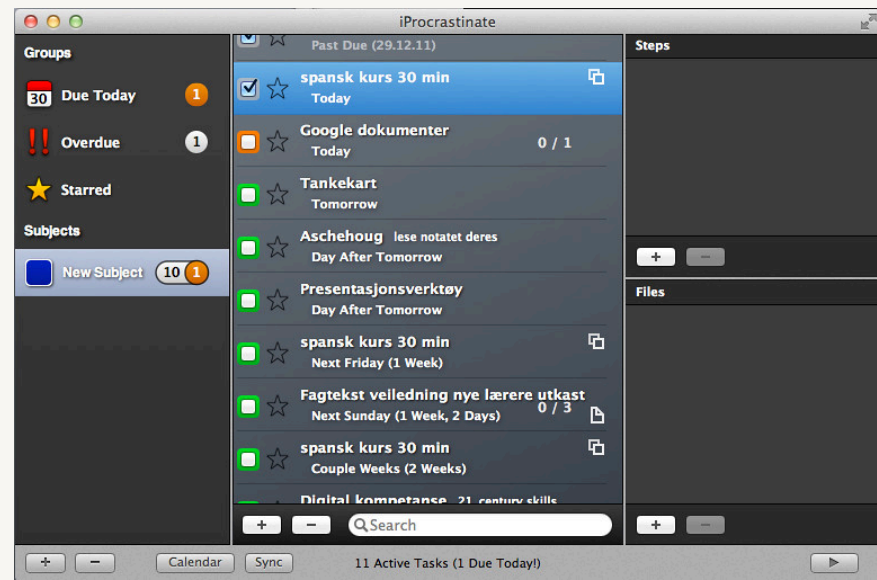 iProcrastinate
Groups
30 Due Today 1
Overdue 1
Starred
Subjects
New Subject 10 1
Past Due (29.12.11)
spansk kurs 30 min
Today
Google dokumenter
Today 0 / 1
Tankekart
Tomorrow
Aschehoug lese notatet deres
Day After Tomorrow
Presentasjonsverktøy
Day After Tomorrow
spansk kurs 30 min
Next Friday (1 Week)
Fagtekst veiledning nye lærere utkast
Next Sunday (1 Week, 2 Days) 0 / 3
spansk kurs 30 min
Couple Weeks (2 Weeks)
Digital kompetanse 21. century skills
+ − Search
Steps
+ −
Files
+ −
+ − Calendar Sync 11 Active Tasks (1 Due Today!)